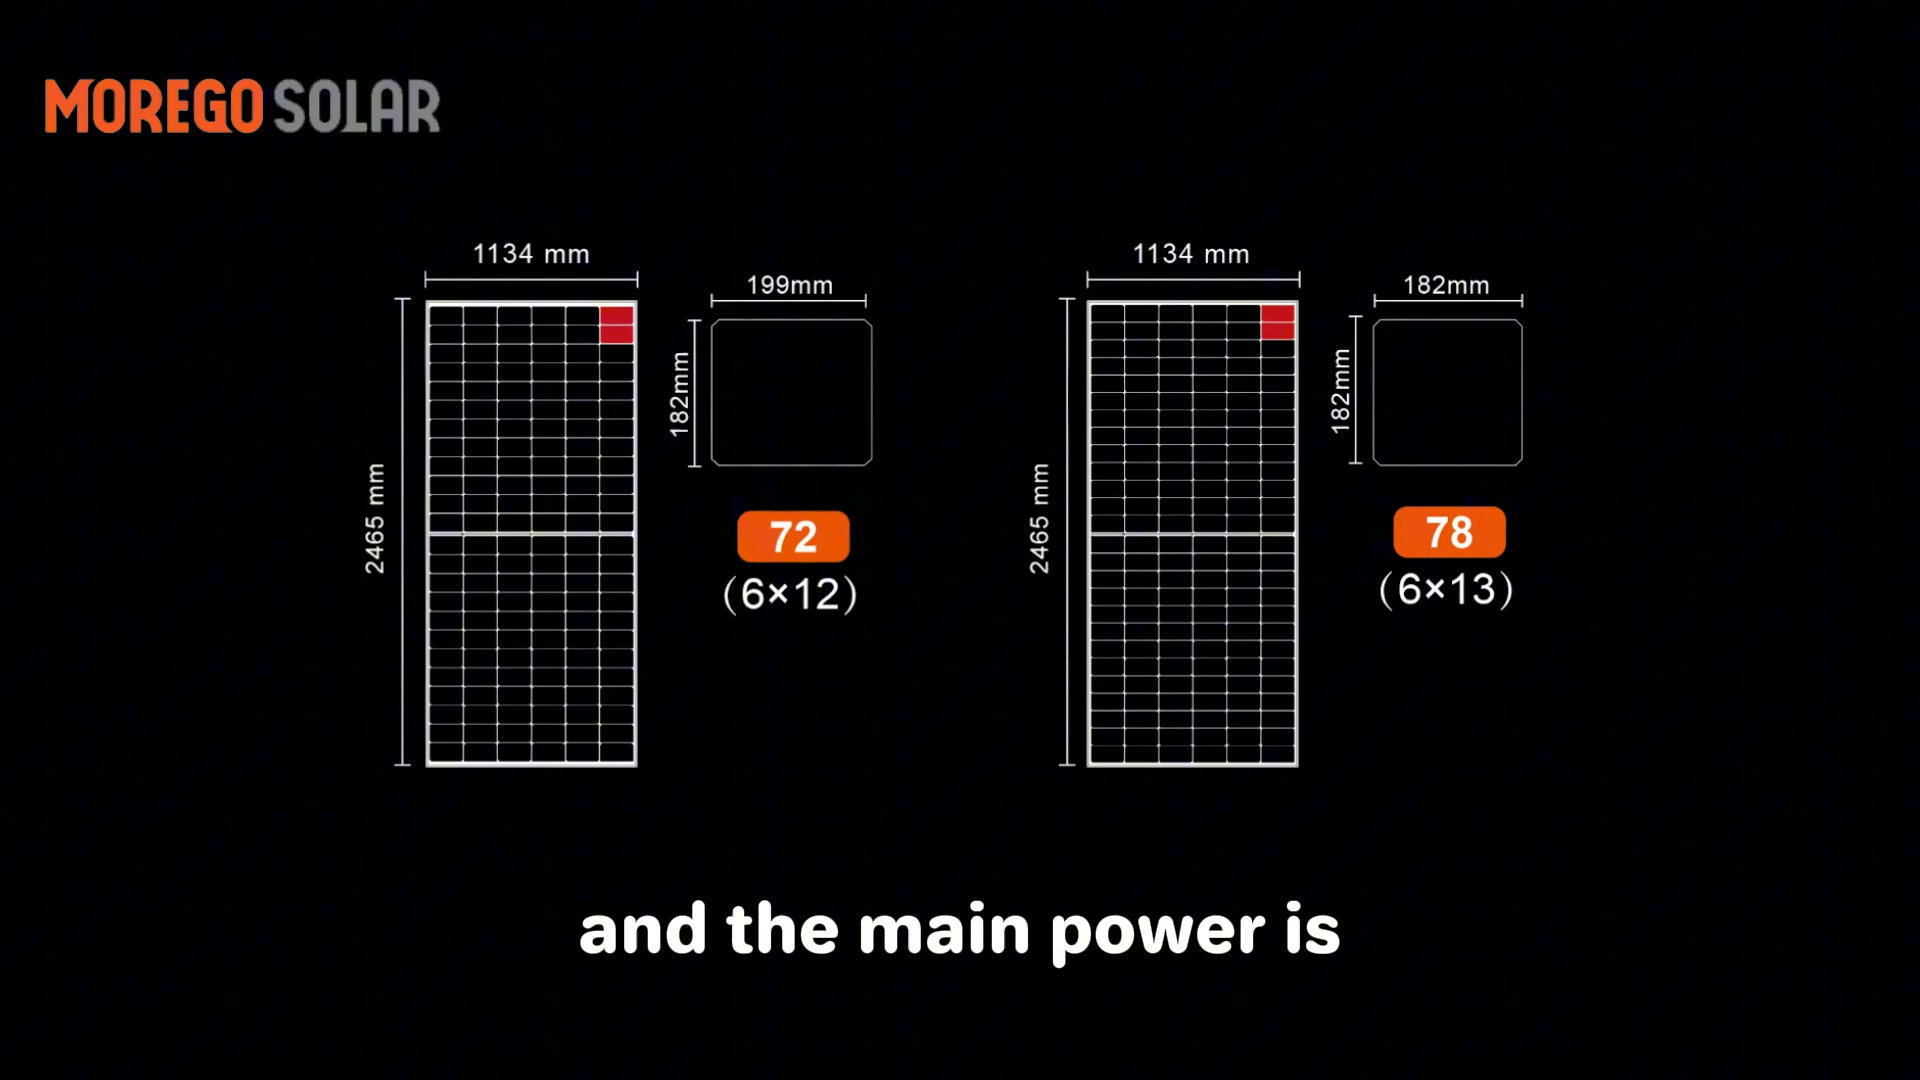 MOREGO SOLAR
1134 mm
199mm
182mm
2465 mm
72
(6×12)
1134 mm
182mm
182mm
2465 mm
78
(6×13)
and the main power is